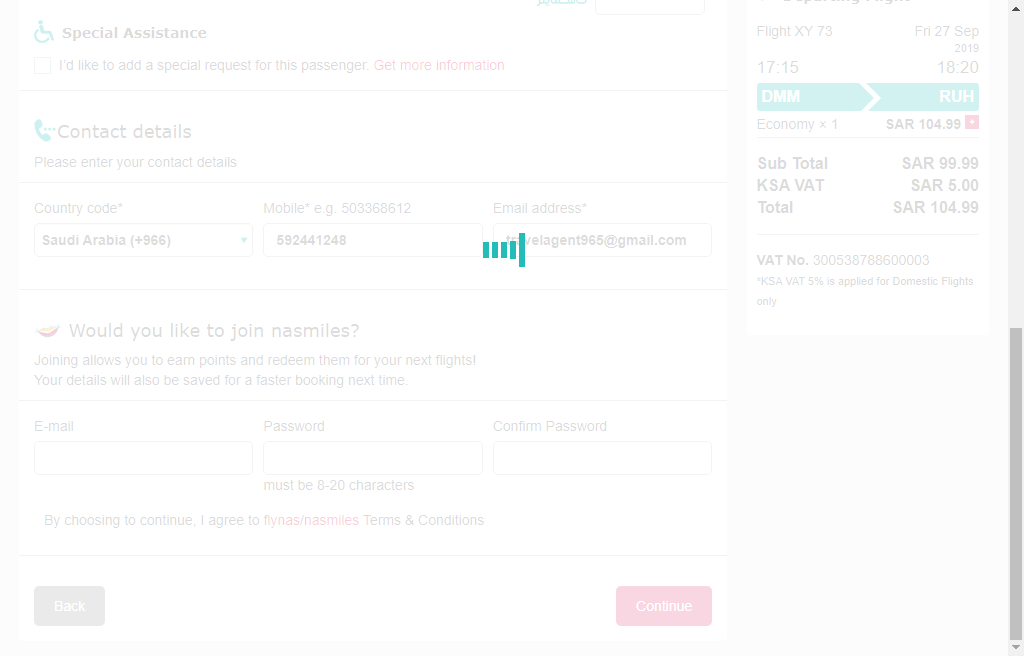 Special Assistance
I'd like to add a special request for this passenger. Get more information
Contact details
Please enter your contact details
Country code*
Mobile* e.g. 503368612
Email address*
Saudi Arabia (+966)
592441248
travelagent965@gmail.com
Would you like to join nasmiles?
Joining allows you to earn points and redeem them for your next flights!
Your details will also be saved for a faster booking next time.
E-mail
Password
Confirm Password
must be 8-20 characters
By choosing to continue, I agree to flynas/nasmiles Terms & Conditions
Back
Continue
Flight XY 73
Fri 27 Sep
2019
17:15
18:20
DMM
RUH
Economy × 1
SAR 104.99 +
Sub Total
SAR 99.99
KSA VAT
SAR 5.00
Total
SAR 104.99
VAT No. 300538788600003
*KSA VAT 5% is applied for Domestic Flights
only